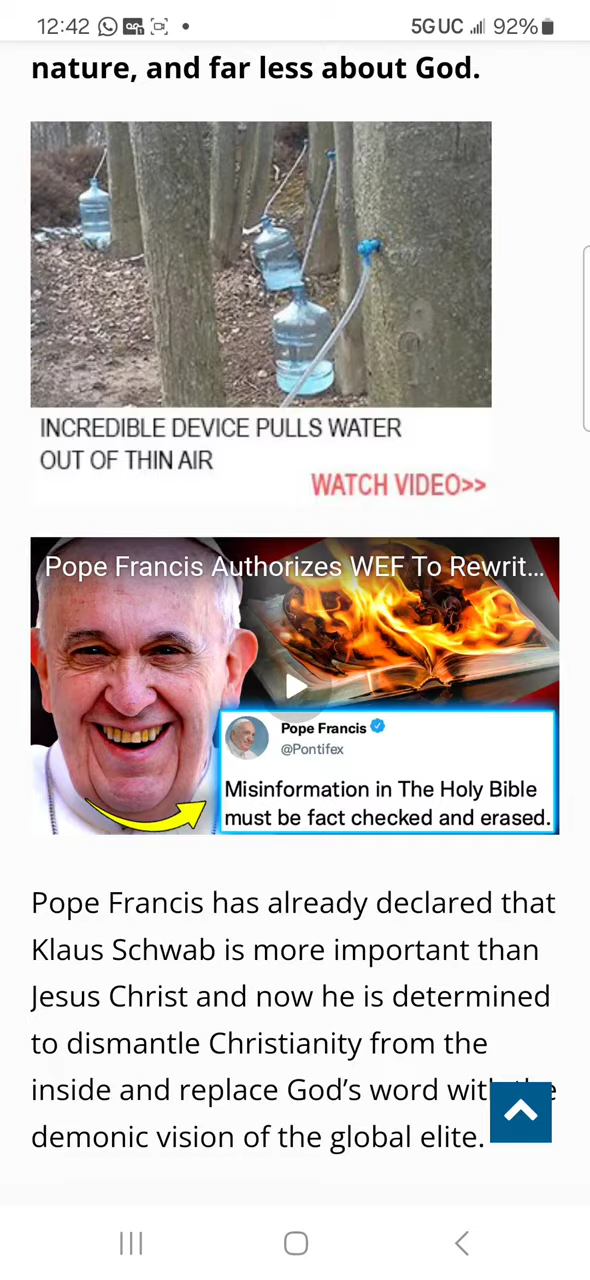 12:42 5G UC 92%
nature, and far less about God.
INCREDIBLE DEVICE PULLS WATER
OUT OF THIN AIR
WATCH VIDEO>>
Pope Francis Authorizes WEF To Rewrit...
Pope Francis
@Pontifex
Misinformation in The Holy Bible
must be fact checked and erased.
Pope Francis has already declared that
Klaus Schwab is more important than
Jesus Christ and now he is determined
to dismantle Christianity from the
inside and replace God's word with the
demonic vision of the global elite.